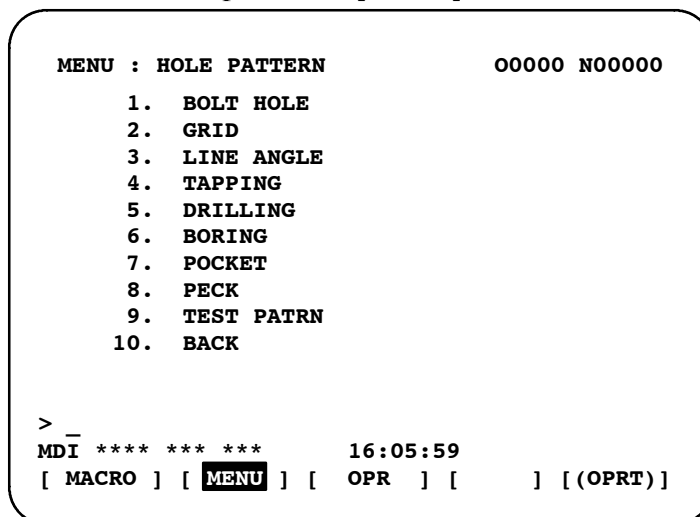 MENU : HOLE PATTERN O0000 N00000
1. BOLT HOLE
2. GRID
3. LINE ANGLE
4. TAPPING
5. DRILLING
6. BORING
7. POCKET
8. PECK
9. TEST PATRN
10. BACK
> _
MDI **** *** *** 16:05:59
[ MACRO ] [ MENU ] [ OPR ] [ ] [(OPRT)]